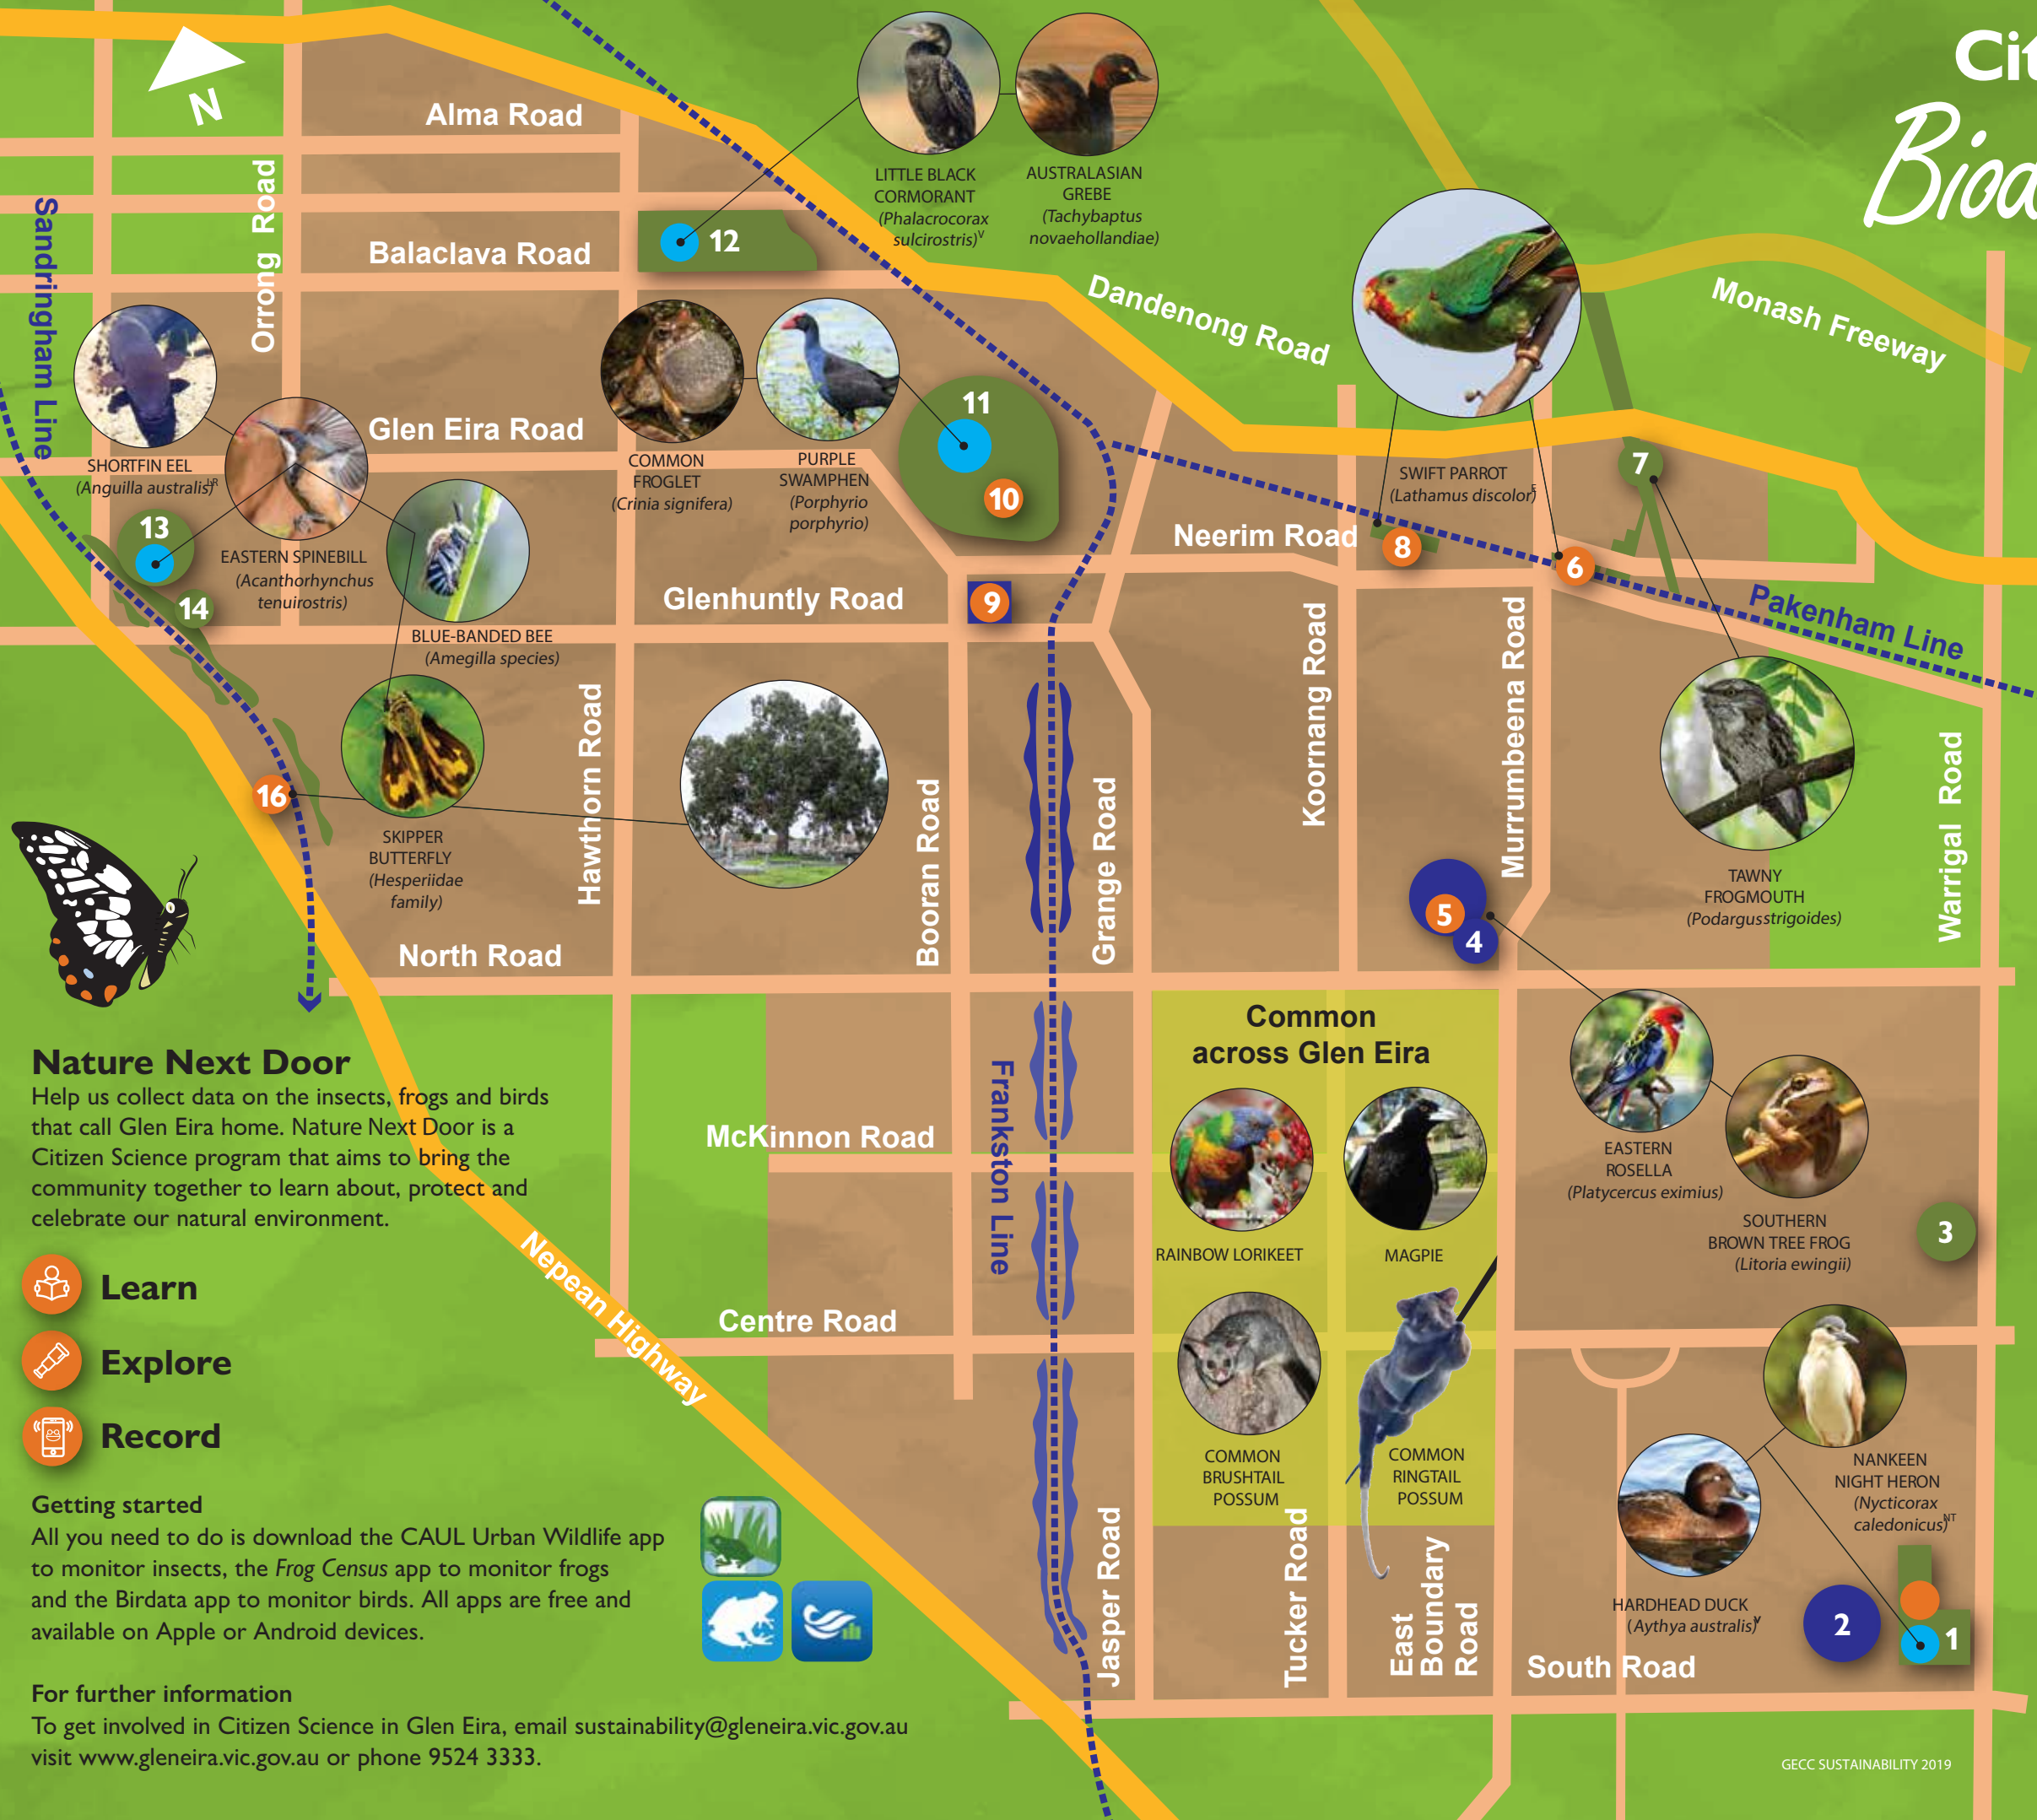 Cit
Biod
N
Alma Road
Orrong Road
Sandringham Line
Balaclava Road
12
LITTLE BLACK
CORMORANT
(Phalacrocorax
sulcirostris)V
AUSTRALASIAN
GREBE
(Tachybaptus
novaehollandiae)
Dandenong Road
Monash Freeway
Glen Eira Road
SHORTFIN EEL
(Anguilla australis)
13
14
EASTERN SPINEBILL
(Acanthorhynchus
tenuirostris)
BLUE-BANDED BEE
(Amegilla species)
COMMON
FROGLET
(Crinia signifera)
PURPLE
SWAMPHEN
(Porphyrio
porphyrio)
11
10
SWIFT PARROT
(Lathamus discolor)E
7
Neerim Road
8
6
Glenhuntly Road
9
Pakenham Line
Koornang Road
Murrumbeena Road
Warrigal Road
Hawthorn Road
Booran Road
Grange Road
16
SKIPPER
BUTTERFLY
(Hesperiidae
family)
TAWNY
FROGMOUTH
(Podargusstrigoides)
5
4
North Road
Common
across Glen Eira
RAINBOW LORIKEET
MAGPIE
COMMON
BRUSHTAIL
POSSUM
COMMON
RINGTAIL
POSSUM
EASTERN
ROSELLA
(Platycercus eximius)
SOUTHERN
BROWN TREE FROG
(Litoria ewingii)
3
McKinnon Road
Frankston Line
Centre Road
Nepean Highway
NANKEEN
NIGHT HERON
(Nycticorax
caledonicus)NT
HARDHEAD DUCK
(Aythya australis)V
2
1
Jasper Road
Tucker Road
East
Boundary
Road
South Road
Nature Next Door
Help us collect data on the insects, frogs and birds
that call Glen Eira home. Nature Next Door is a
Citizen Science program that aims to bring the
community together to learn about, protect and
celebrate our natural environment.
Learn
Explore
Record
Getting started
All you need to do is download the CAUL Urban Wildlife app
to monitor insects, the Frog Census app to monitor frogs
and the Birdata app to monitor birds. All apps are free and
available on Apple or Android devices.
For further information
To get involved in Citizen Science in Glen Eira, email sustainability@gleneira.vic.gov.au
visit www.gleneira.vic.gov.au or phone 9524 3333.
GECC SUSTAINABILITY 2019